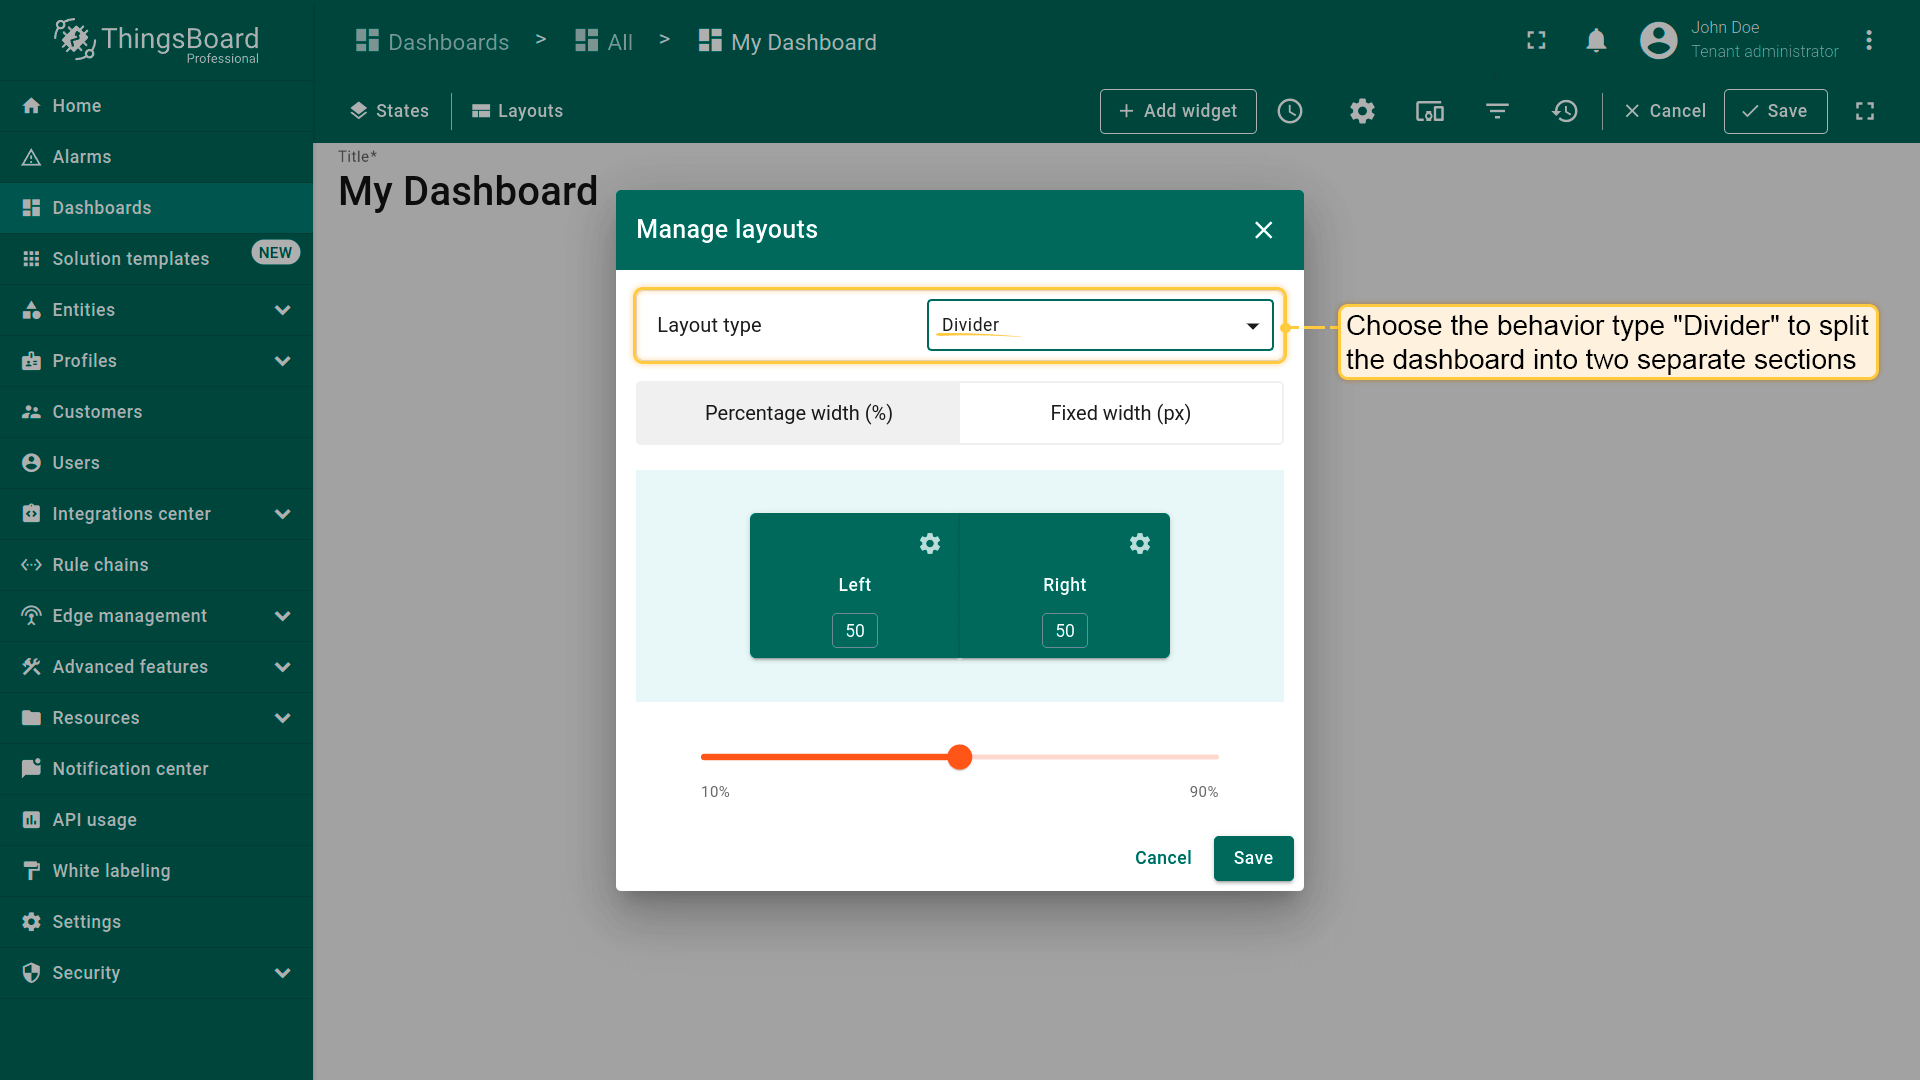 ThingsBoard
Professional
Dashboards > All > My Dashboard
John Doe
Tenant administrator
States
Layouts
Add widget
Cancel
Save
Home
Alarms
Dashboards
Solution templates NEW
Entities
Profiles
Customers
Users
Integrations center
Rule chains
Edge management
Advanced features
Resources
Notification center
API usage
White labeling
Settings
Security
Title*
My Dashboard
Manage layouts
Layout type
Divider
Choose the behavior type "Divider" to split
the dashboard into two separate sections
Percentage width (%)
Fixed width (px)
Left
Right
50
50
10%
90%
Cancel
Save